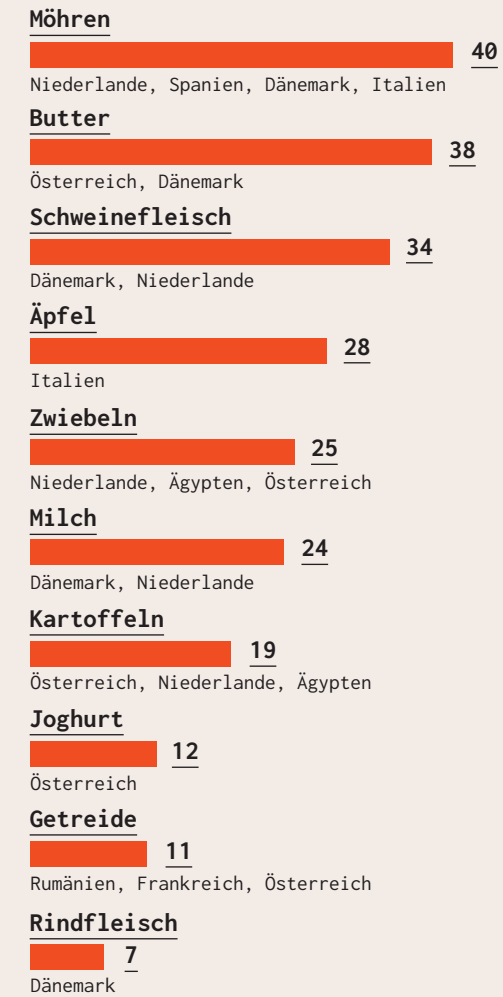 Möhren
40
Niederlande, Spanien, Dänemark, Italien
Butter
38
Österreich, Dänemark
Schweinefleisch
34
Dänemark, Niederlande
Äpfel
28
Italien
Zwiebeln
25
Niederlande, Ägypten, Österreich
Milch
24
Dänemark, Niederlande
Kartoffeln
19
Österreich, Niederlande, Ägypten
Joghurt
12
Österreich
Getreide
11
Rumänien, Frankreich, Österreich
Rindfleisch
7
Dänemark